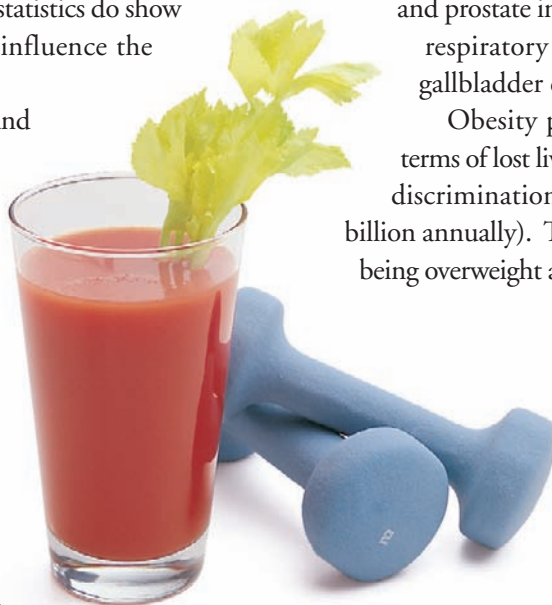 statistics do show
influence the
nd
and prostate in
respiratory
gallbladder
Obesity p
terms of lost liv
discrimination
billion annually). T
being overweight a